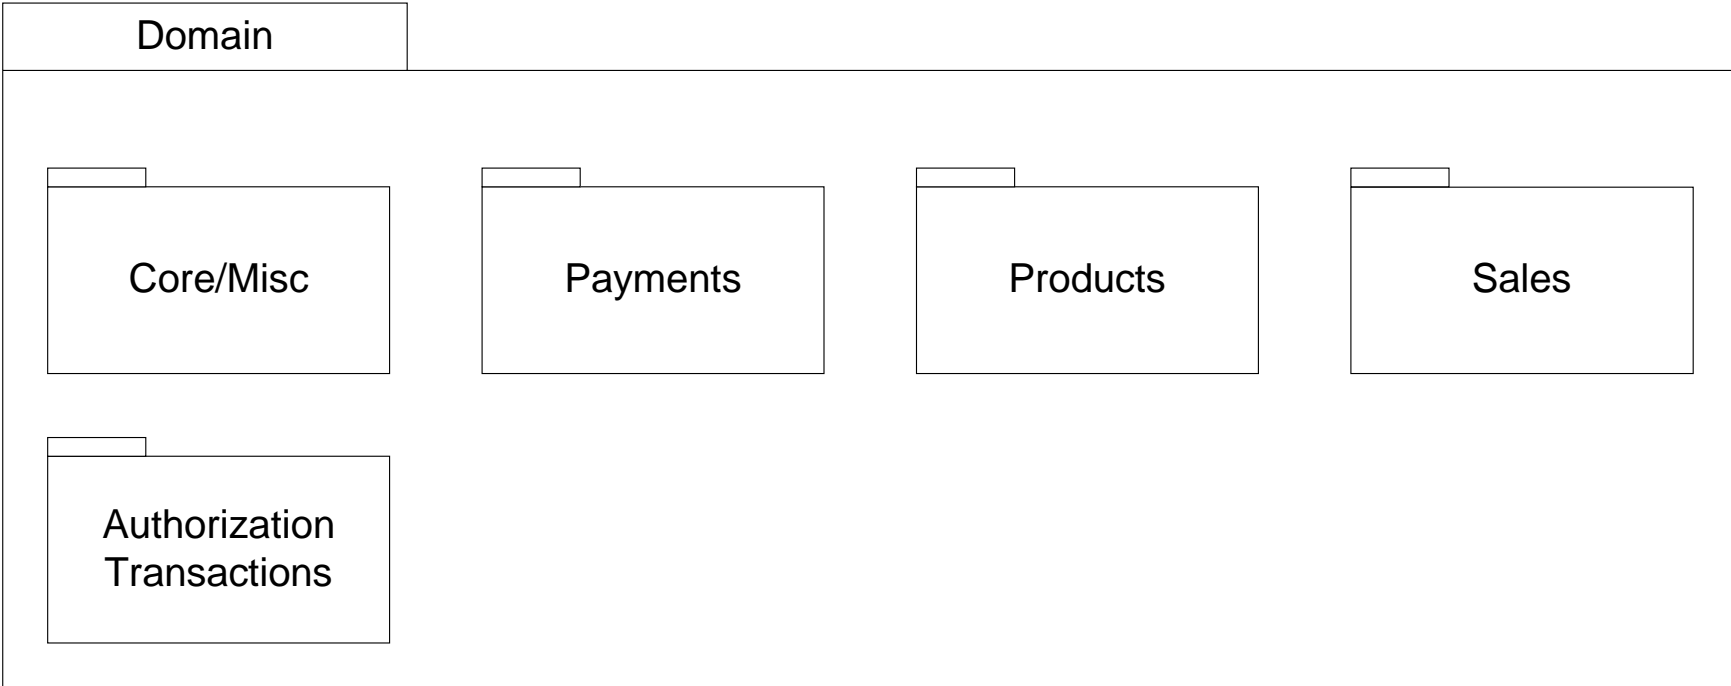 Domain
Core/Misc
Payments
Products
Sales
Authorization
Transactions